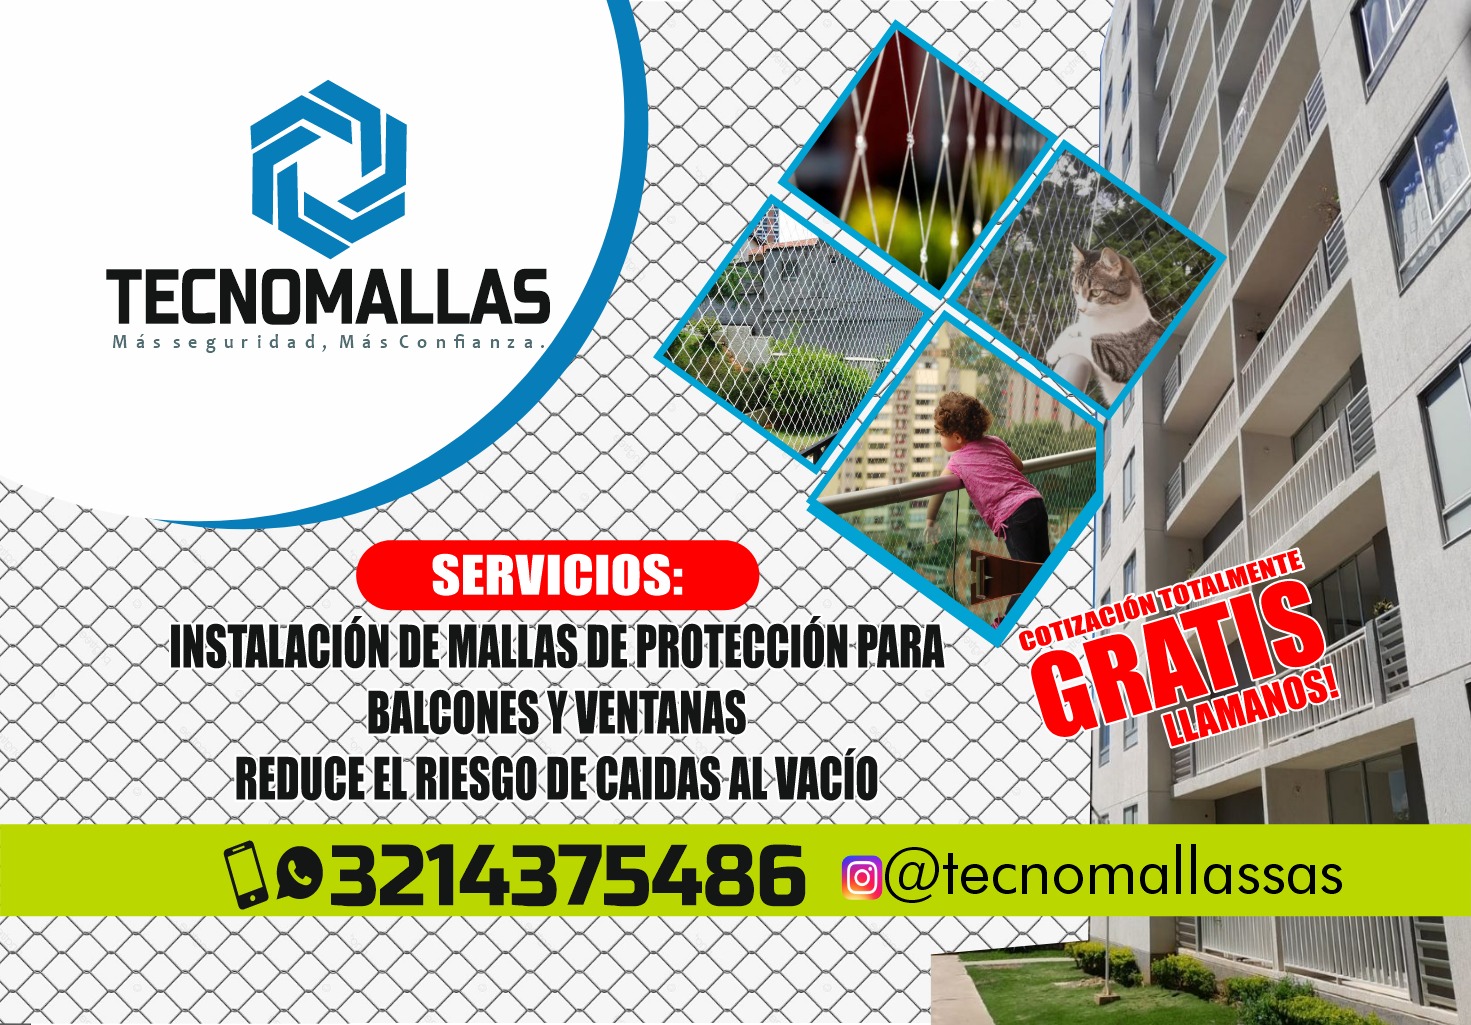 TECNOMALLAS
Más seguridad, Más Confianza.
SERVICIOS:
INSTALACIÓN DE MALLAS DE PROTECCIÓN PARA
BALCONES Y VENTANAS
REDUCE EL RIESGO DE CAIDAS AL VACÍO
COTIZACIÓN TOTALMENTE
GRATIS
LLAMANOS!
3214375486
@tecnomallassas